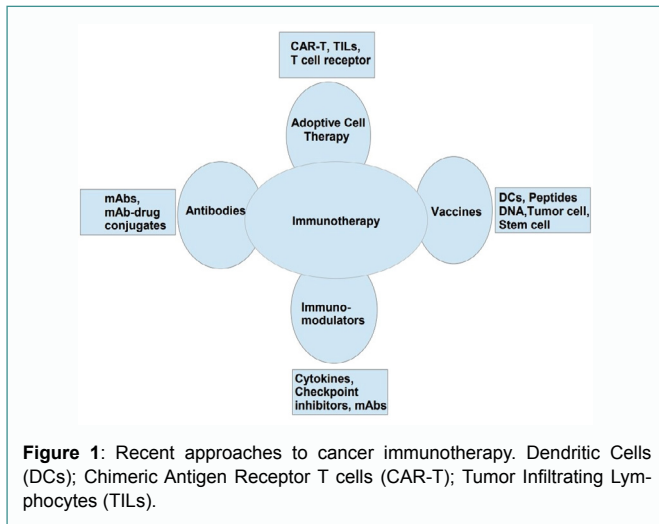 CAR-T, TILs,
T cell receptor
Adoptive Cell
Therapy
mAbs,
mAb-drug
conjugates
Antibodies
Immunotherapy
Vaccines
DCs, Peptides
DNA,Tumor cell,
Stem cell
Immuno-
modulators
Cytokines,
Checkpoint
inhibitors, mAbs
Figure 1: Recent approaches to cancer immunotherapy. Dendritic Cells
(DCs); Chimeric Antigen Receptor T cells (CAR-T); Tumor Infiltrating Lym-
phocytes (TILs).